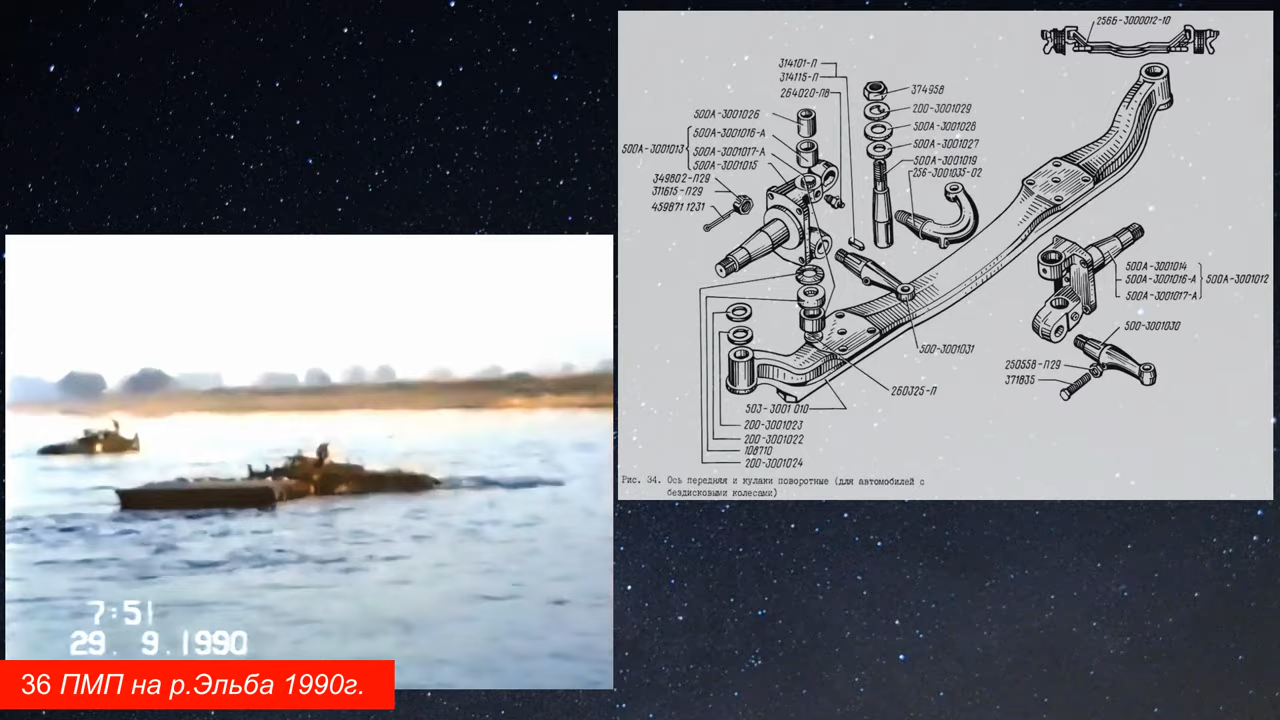 256Б-3000012-10
314101-П
314115-П
264020-П8
374958
200-3001029
500А-3001028
500А-3001027
500А-3001019
256-3001035-02
500А-3001026
500А-3001016-А
500А-3001013
500А-3001017-А
500А-3001015
349802-П29
311615-П29
459871 1231
500А-3001014
500А-3001016-А
500А-3001012
500А-3001017-А
500-3001030
500-3001031
250558-П29
371835
260325-П
503-3001 010
200-3001023
200-3001022
108710
200-3001024
Рис. 34. Ось передняя и кулаки поворотные (для автомобилей с
бездисковыми колесами)
7:51
29. 9.1990
36 ПМП на р.Эльба 1990г.